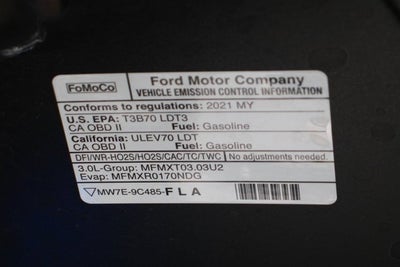 FoMoCo Ford Motor Company
VEHICLE EMISSION CONTROL INFORMATION
Conforms to regulations: 2021 MY
U.S. EPA: T3B70 LDT3
CA OBD II Fuel: Gasoline
California: ULEV70 LDT
CA OBD II Fuel: Gasoline
DFI/WR-HO2S/HO2S/CAC/TC/TWC No adjustments needed.
3.0L-Group: MFMXT03.03U2
Evap: MFMXR0170NDG
MW7E-9C485-FLA